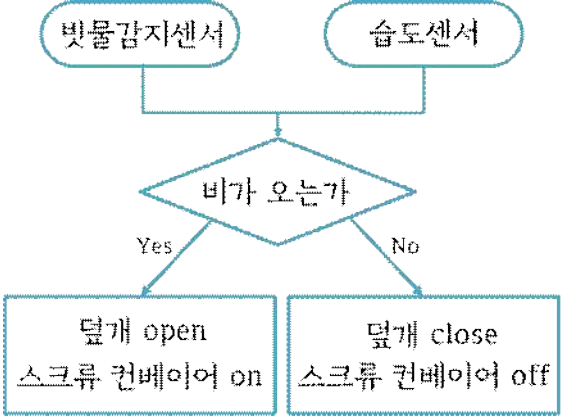 빗물감지센서
습도센서
비가 오는가
Yes
No
덮개 open
스크류 컨베이어 on
덮개 close
스크류 컨베이어 off